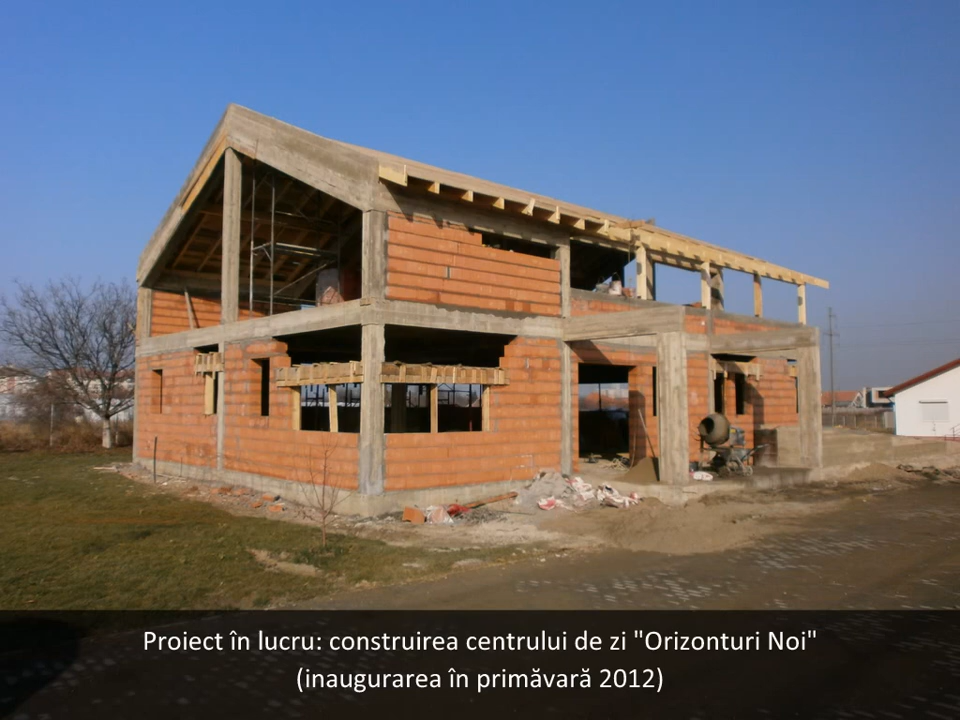 Proiect în lucru: construirea centrului de zi "Orizonturi Noi"
(inaugurarea în primăvară 2012)